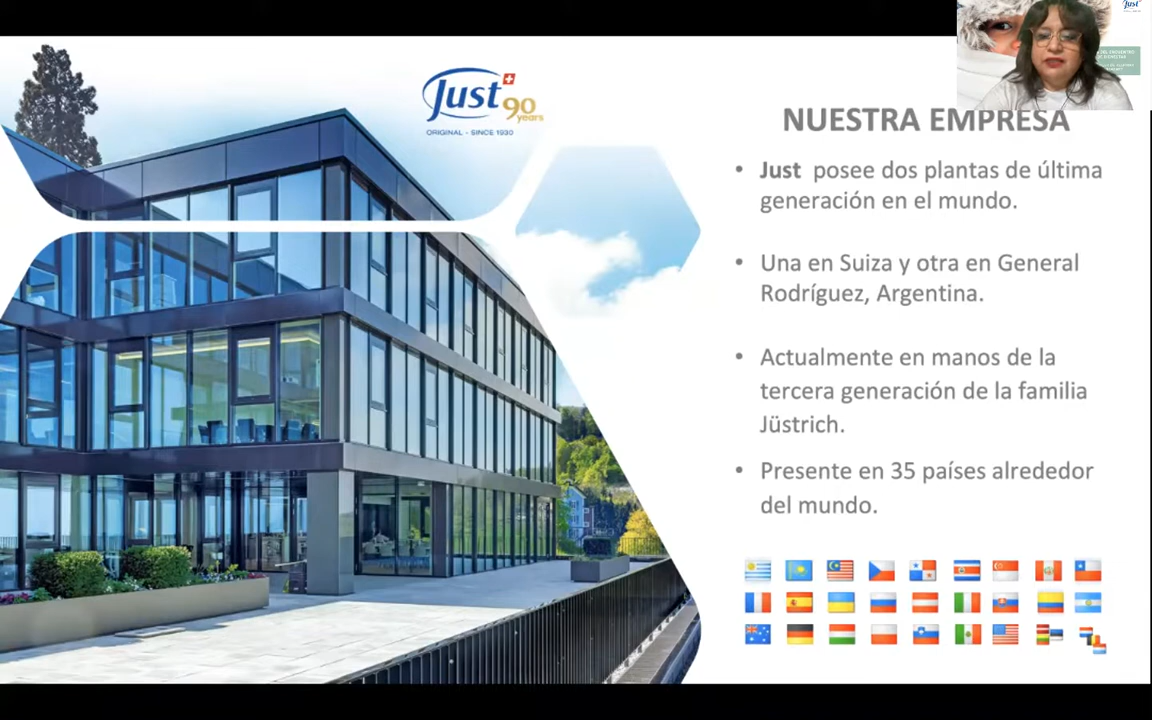 Just
90
years
ORIGINAL - SINCE 1930
Just
NUESTRA EMPRESA
• Just posee dos plantas de última
generación en el mundo.
• Una en Suiza y otra en General
Rodríguez, Argentina.
• Actualmente en manos de la
tercera generación de la familia
Jüstrich.
• Presente en 35 países alrededor
del mundo.